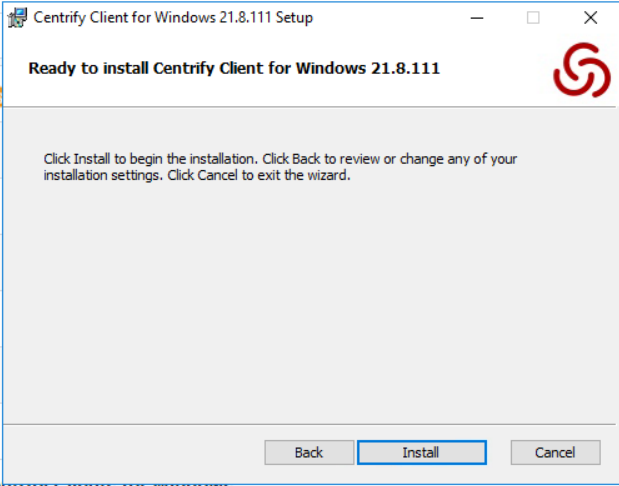 Centrify Client for Windows 21.8.111 Setup
Ready to install Centrify Client for Windows 21.8.111
Click Install to begin the installation. Click Back to review or change any of your
installation settings. Click Cancel to exit the wizard.
Back Install Cancel